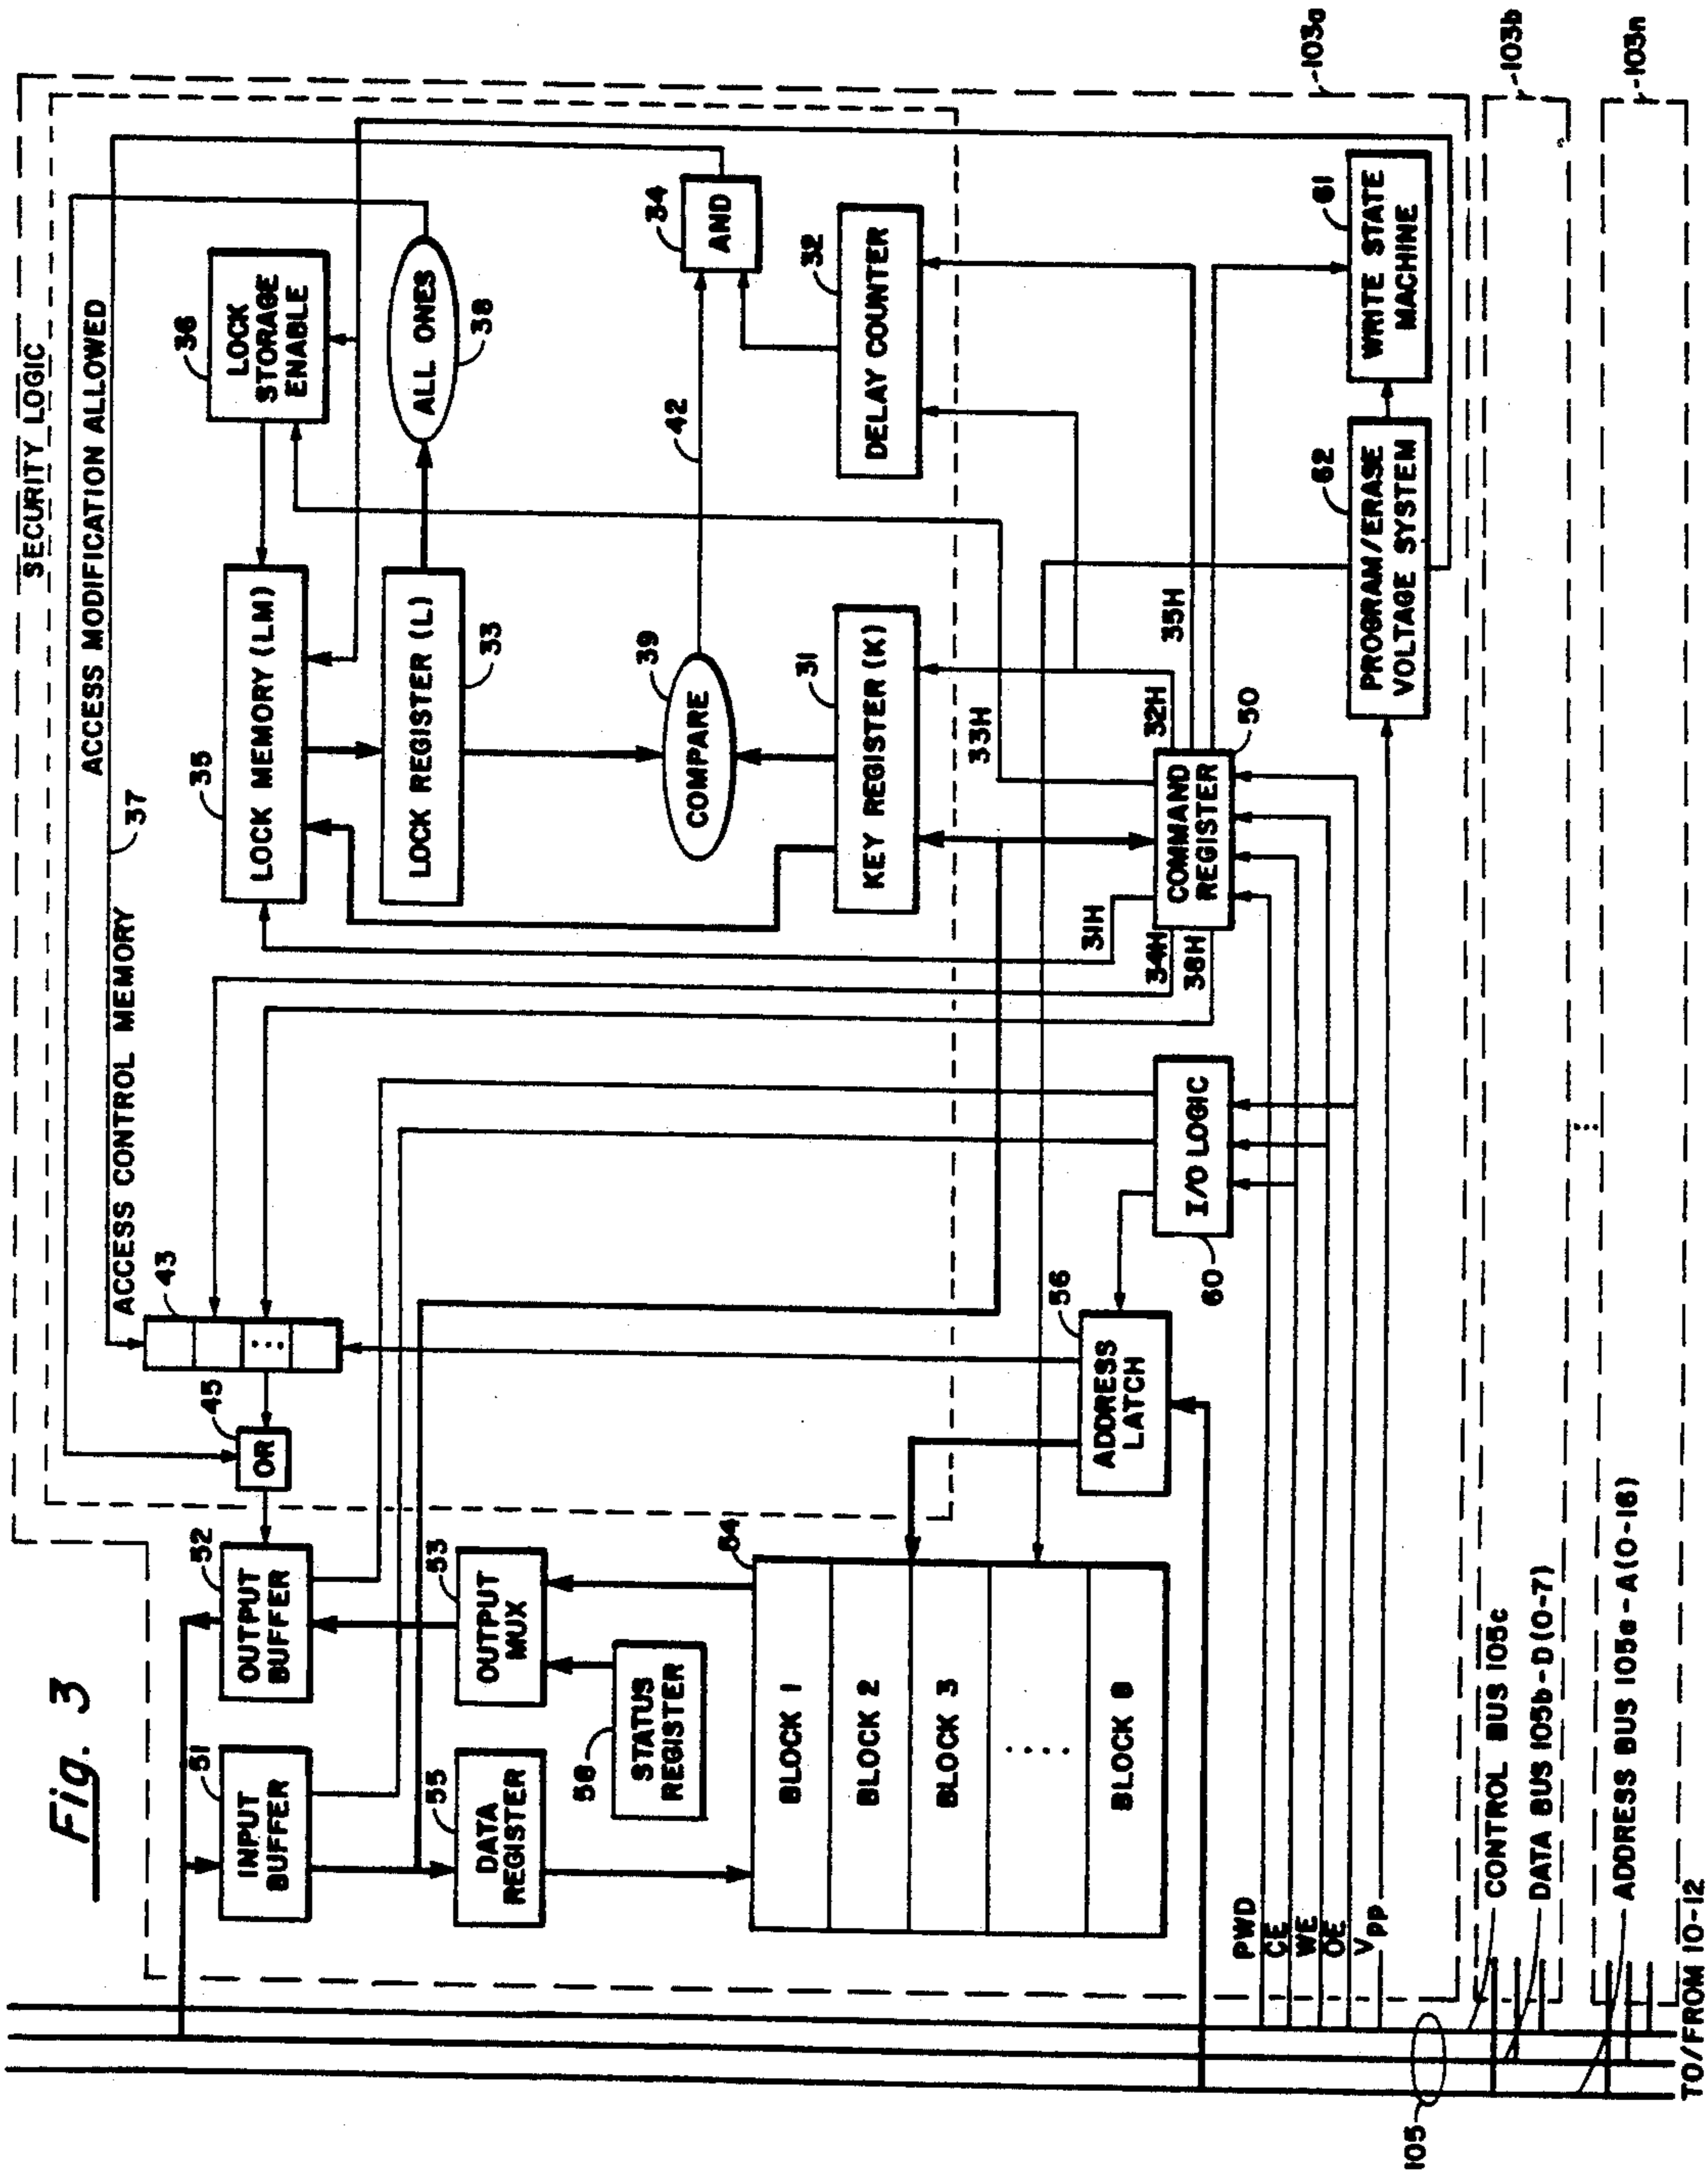 Fig. 3
SECURITY LOGIC
ACCESS MODIFICATION ALLOWED
37
ACCESS CONTROL MEMORY
43
45
OR
35
LOCK MEMORY (LM)
36
LOCK
STORAGE
ENABLE
LOCK REGISTER (L)
33
ALL ONES
38
39
COMPARE
42
34
AND
31
KEY REGISTER (K)
32
DELAY COUNTER
51
INPUT
BUFFER
52
OUTPUT
BUFFER
55
DATA
REGISTER
53
OUTPUT
MUX
58
STATUS
REGISTER
54
BLOCK 1
BLOCK 2
BLOCK 3
....
BLOCK 8
56
ADDRESS
LATCH
I/O LOGIC
60
31H
34H
38H
33H
32H
35H
50
COMMAND
REGISTER
62
PROGRAM/ERASE
VOLTAGE SYSTEM
61
WRITE STATE
MACHINE
PWD
CE
WE
OE
VPP
103a
103b
103n
105
CONTROL BUS 105c
DATA BUS 105b-D(0-7)
ADDRESS BUS 105a-A(0-16)
TO/FROM 10-12